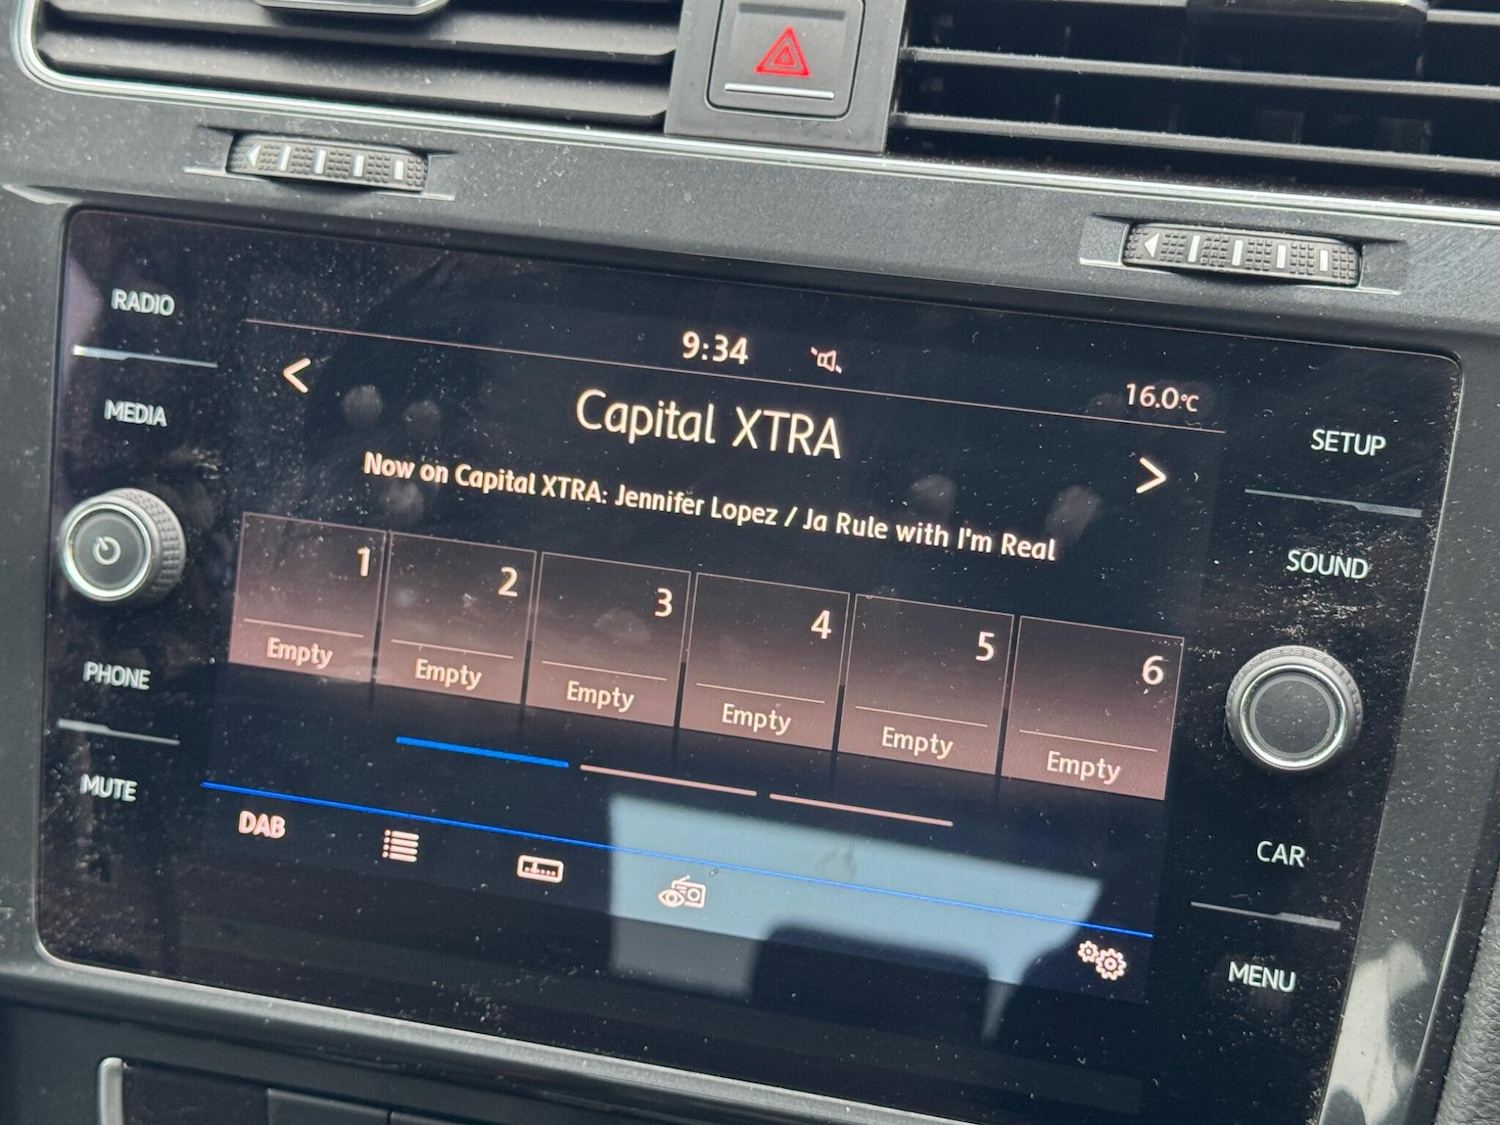 RADIO
MEDIA
PHONE
MUTE
9:34
16.0°C
Capital XTRA
Now on Capital XTRA: Jennifer Lopez / Ja Rule with I'm Real
1
Empty
2
Empty
3
Empty
4
Empty
5
Empty
6
Empty
DAB
SETUP
SOUND
CAR
MENU